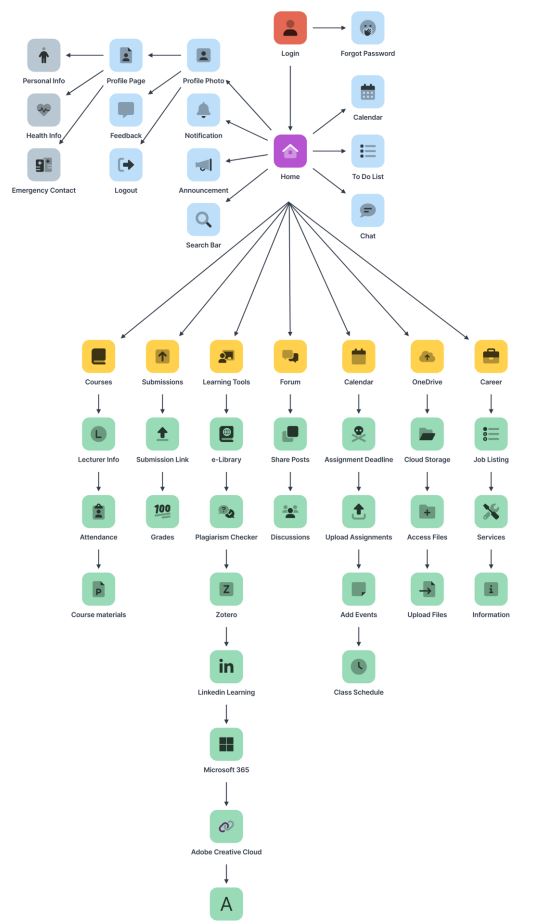 Login
Forgot Password
Personal Info
Profile Page
Profile Photo
Calendar
Health Info
Feedback
Notification
Home
To Do List
Emergency Contact
Logout
Announcement
Search Bar
Chat
Courses
Submissions
Learning Tools
Forum
Calendar
OneDrive
Career
L
Lecturer Info
Submission Link
e-Library
Share Posts
Assignment Deadline
Cloud Storage
Job Listing
100
Attendance
Grades
Plagiarism Checker
Discussions
Upload Assignments
Access Files
Services
P
Z
i
Course materials
Zotero
Add Events
Upload Files
Information
in
Linkedin Learning
Class Schedule
Microsoft 365
Adobe Creative Cloud
A